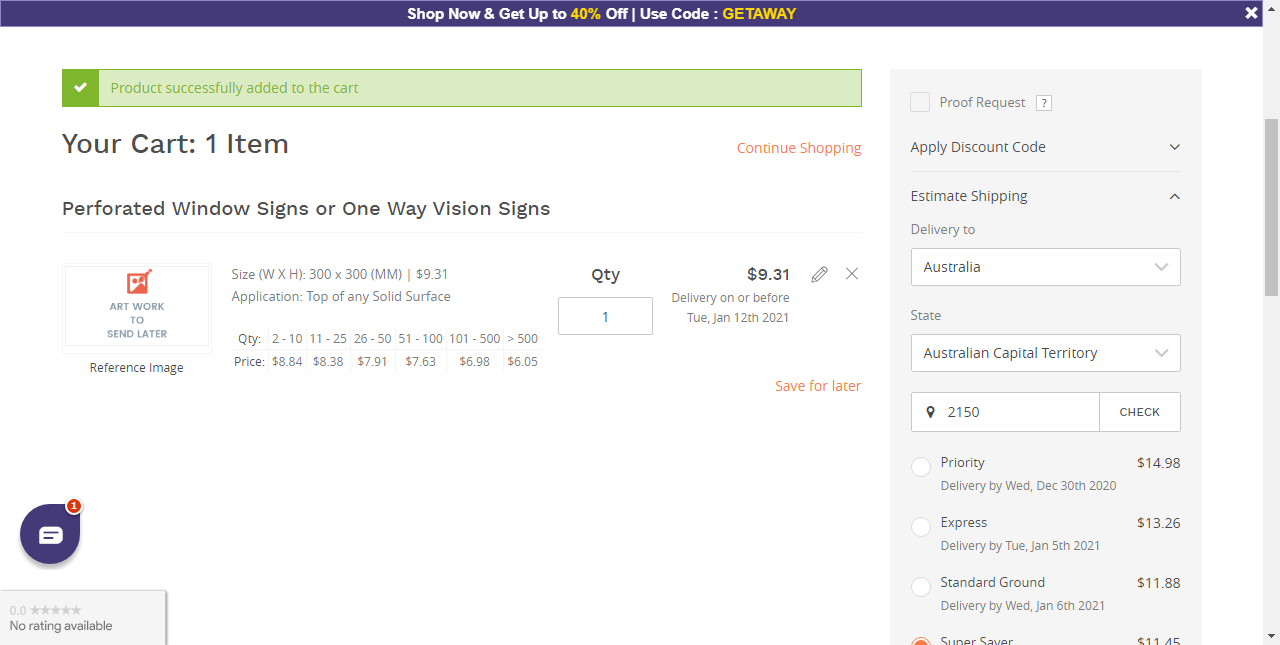 Shop Now & Get Up to 40% Off | Use Code : GETAWAY
Product successfully added to the cart
Your Cart: 1 Item
Continue Shopping
Perforated Window Signs or One Way Vision Signs
ART WORK
TO
SEND LATER
Reference Image
Size (W X H): 300 x 300 (MM) | $9.31
Application: Top of any Solid Surface
Qty: 2 - 10 11 - 25 26 - 50 51 - 100 101 - 500 > 500
Price: $8.84 $8.38 $7.91 $7.63 $6.98 $6.05
Qty
1
$9.31
Delivery on or before
Tue, Jan 12th 2021
Save for later
Proof Request ?
Apply Discount Code
Estimate Shipping
Delivery to
Australia
State
Australian Capital Territory
2150 CHECK
Priority $14.98
Delivery by Wed, Dec 30th 2020
Express $13.26
Delivery by Tue, Jan 5th 2021
Standard Ground $11.88
Delivery by Wed, Jan 6th 2021
Super Saver $11.45
1
0.0
No rating available